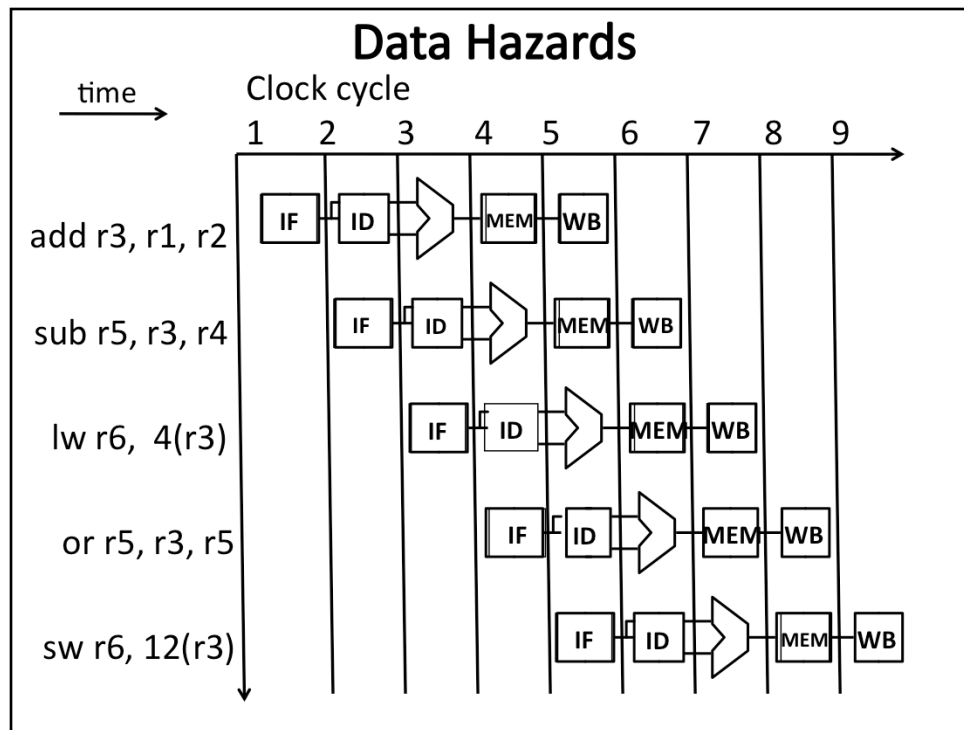 Data Hazards
time
Clock cycle
1 2 3 4 5 6 7 8 9
add r3, r1, r2
IF ID MEM WB
sub r5, r3, r4
IF ID MEM WB
lw r6, 4(r3)
IF ID MEM WB
or r5, r3, r5
IF ID MEM WB
sw r6, 12(r3)
IF ID MEM WB